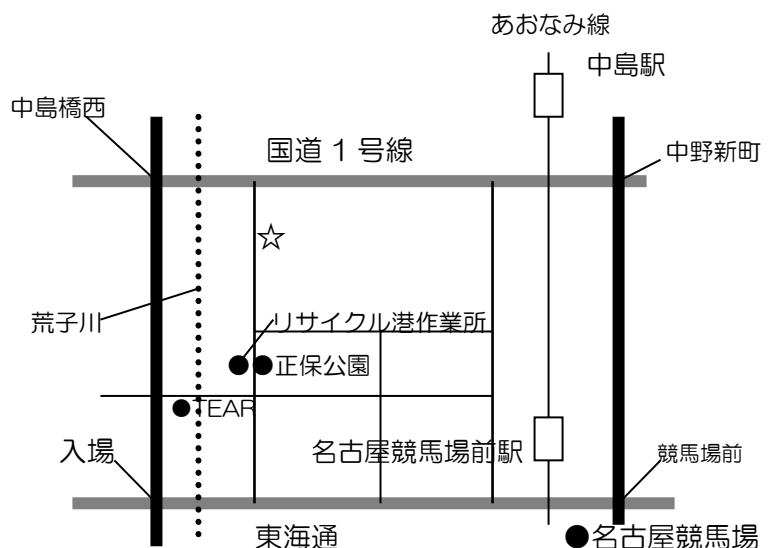 あおなみ線
中島駅
中島橋西
国道 1 号線
中野新町
荒子川
リサイクル港作業所
正保公園
TEAR
入場
名古屋競馬場前駅
競馬場前
東海通
名古屋競馬場